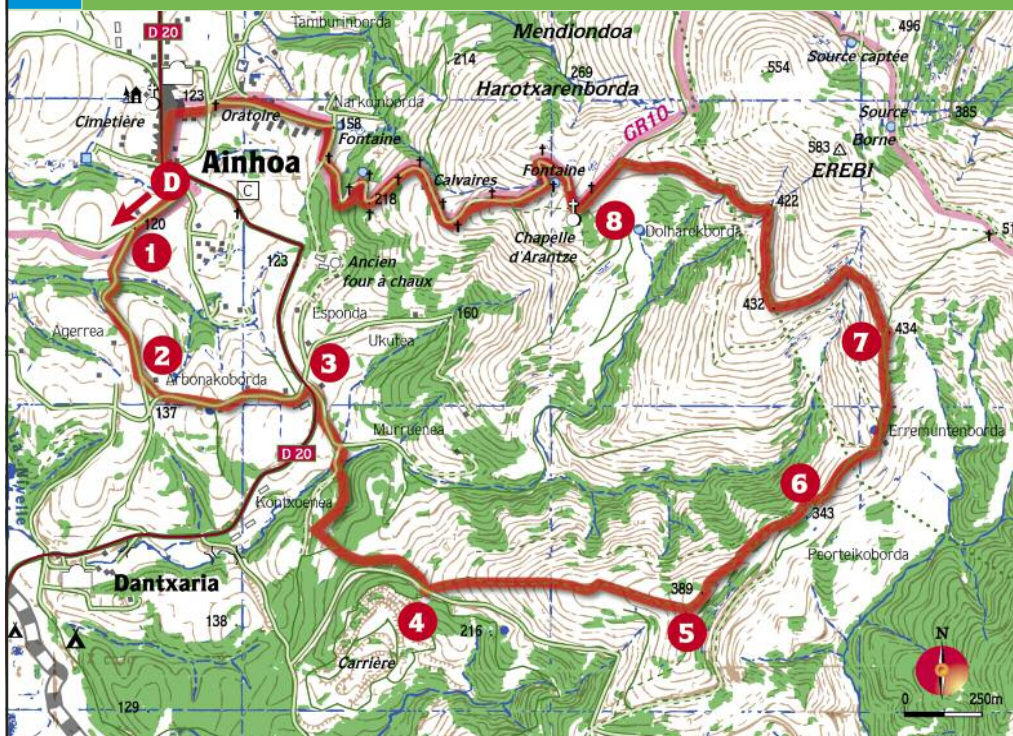 Tamburinborda
D 20
Mendiondoa
496
Source captée
214
554
269
Harotxarenborda
123
Oratoire
Narkonborda
158
GR10
Source
385
Cimetière
Fontaine
Borne
583
EREBI
Ainhoa
Calvaires
Fontaine
D
C
218
422
120
8
Chapelle
d'Arantze
Dolharekborda
1
123
Ancien
four à chaux
432
Esponda
160
434
Agerrea
Ukutea
7
2
3
Arbonakoborda
137
Murruenea
Erremuntenborda
D 20
La Nivelle
6
Kontxoenea
343
Peorteikoborda
Dantxaria
389
138
4
216
5
Carrière
N
129
0
250m